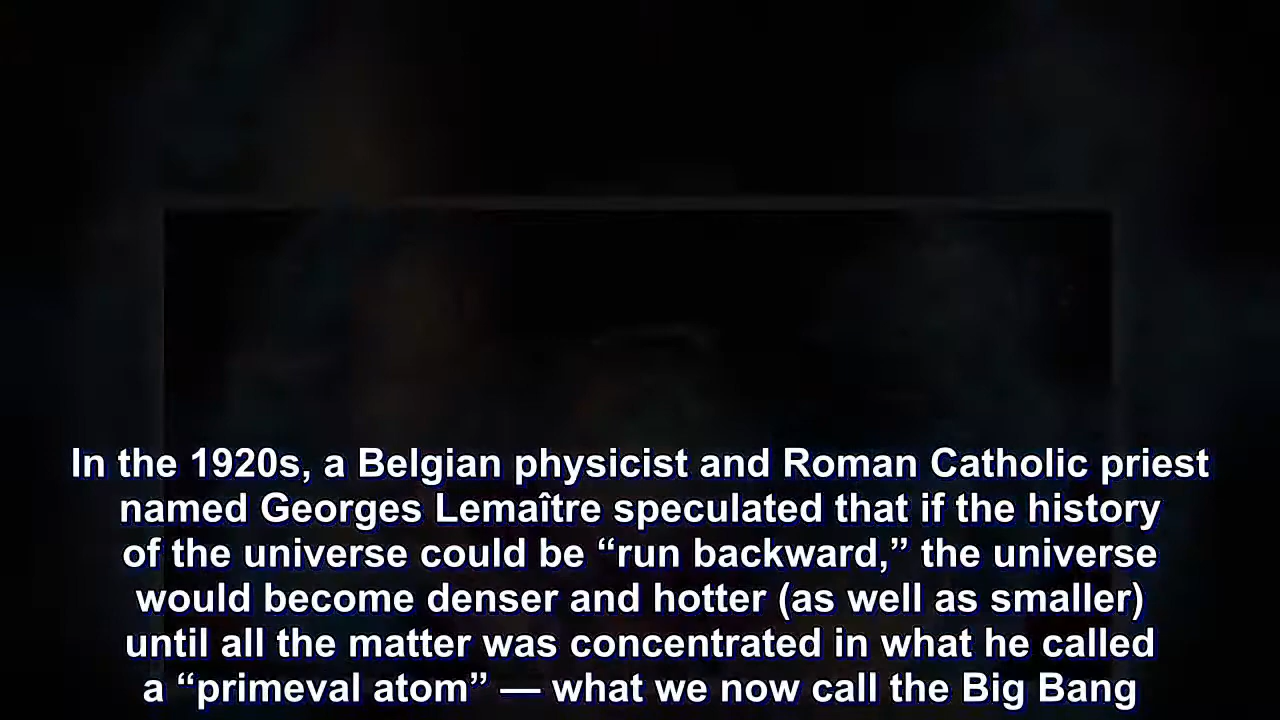 In the 1920s, a Belgian physicist and Roman Catholic priest
named Georges Lemaître speculated that if the history
of the universe could be “run backward,” the universe
would become denser and hotter (as well as smaller)
until all the matter was concentrated in what he called
a “primeval atom” — what we now call the Big Bang